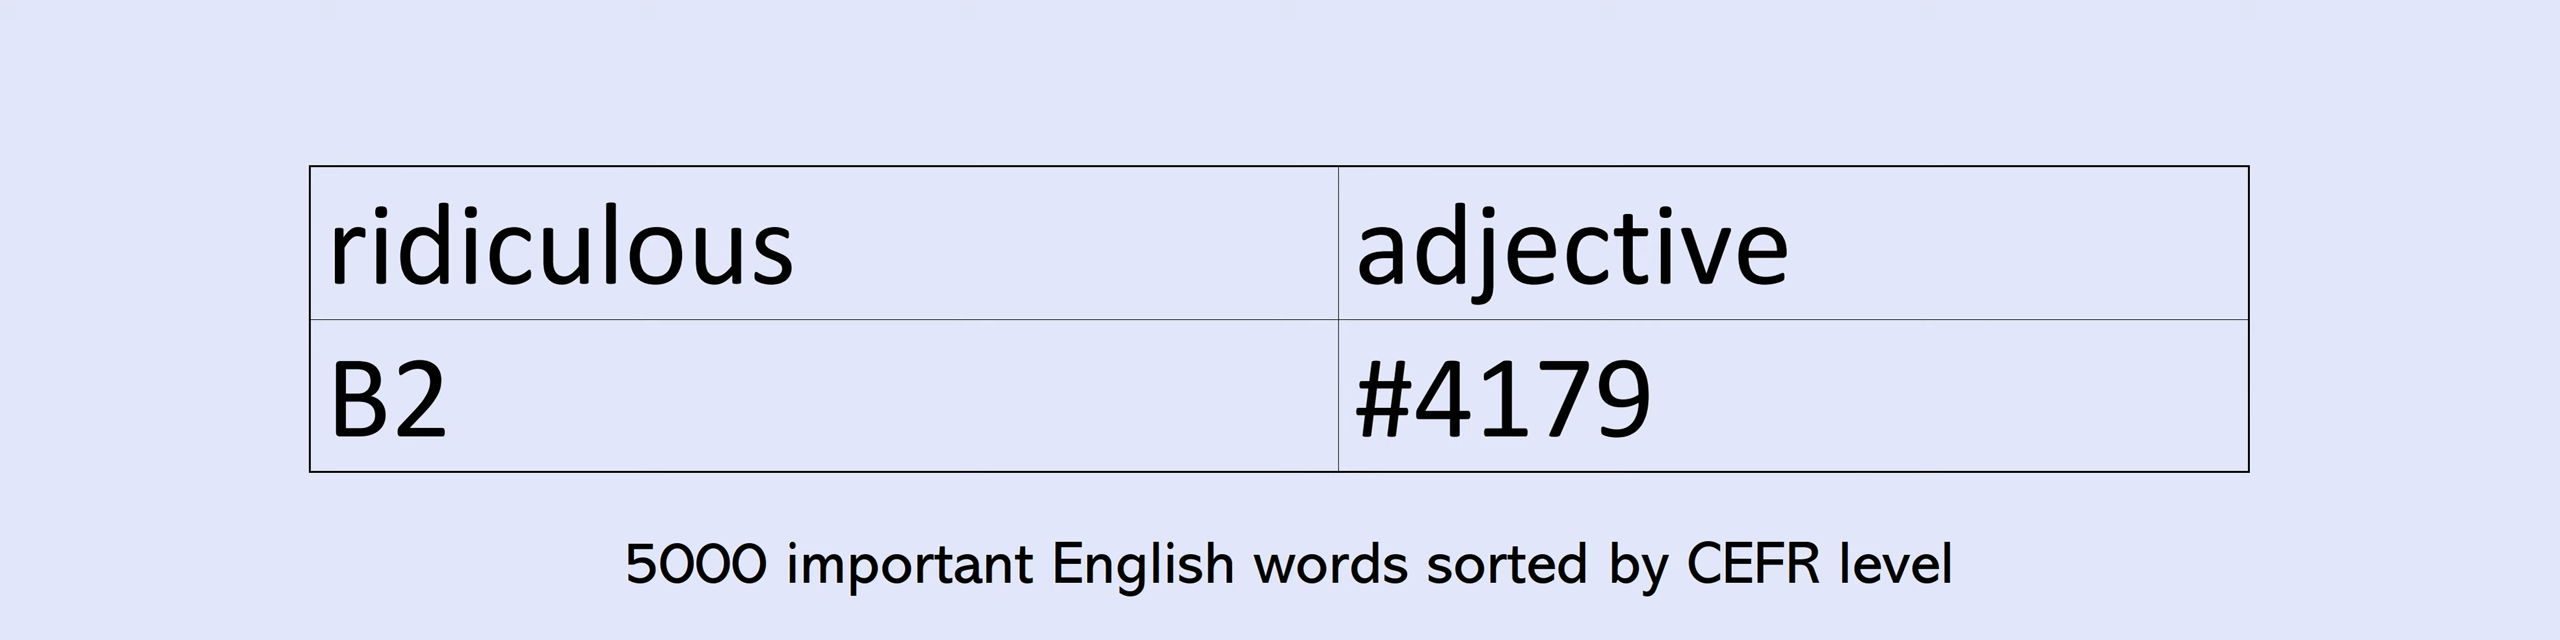 ridiculous adjective
B2 #4179
5000 important English words sorted by CEFR level